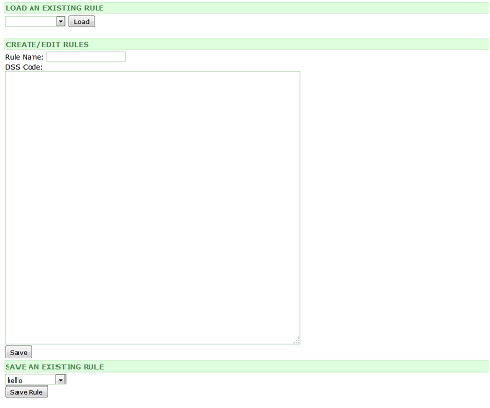 LOAD AN EXISTING RULE
Load
CREATE/EDIT RULES
Rule Name:
DSS Code:
Save
SAVE AN EXISTING RULE
hello
Save Rule